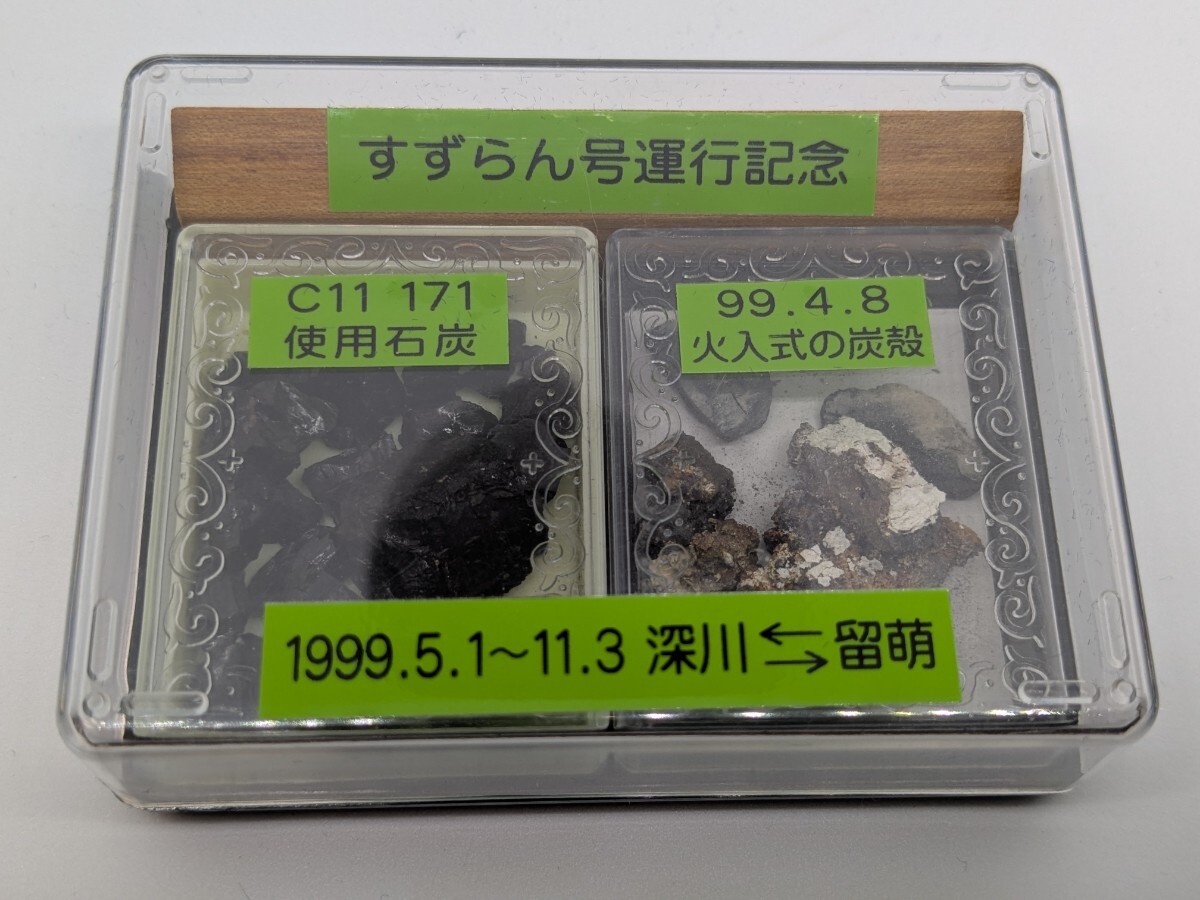 すずらん号運行記念
C11 171
使用石炭
99.4.8
火入式の炭殻
1999.5.1～11.3 深川⇆留萌